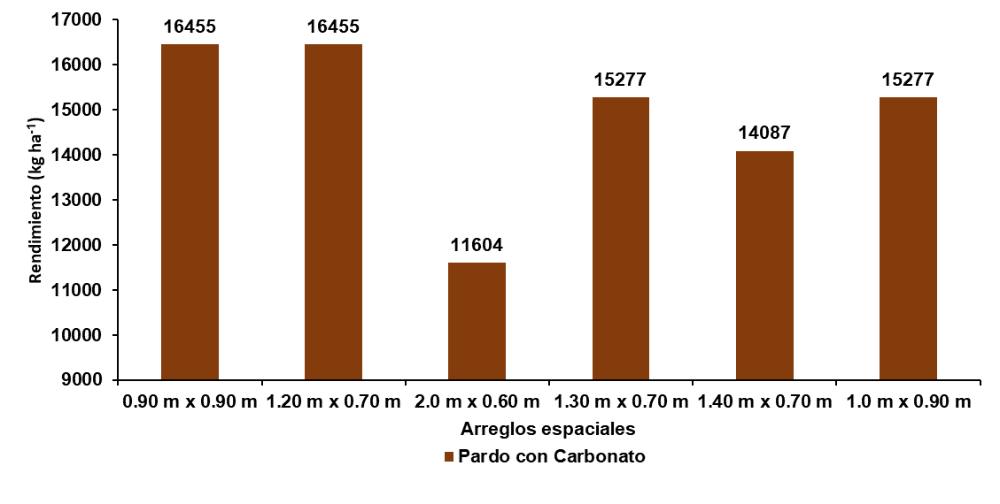 17000
16000
15000
14000
13000
12000
11000
10000
9000
Rendimiento (kg ha-1)
16455
16455
11604
15277
14087
15277
0.90 m x 0.90 m
1.20 m x 0.70 m
2.0 m x 0.60 m
1.30 m x 0.70 m
1.40 m x 0.70 m
1.0 m x 0.90 m
Arreglos espaciales
Pardo con Carbonato